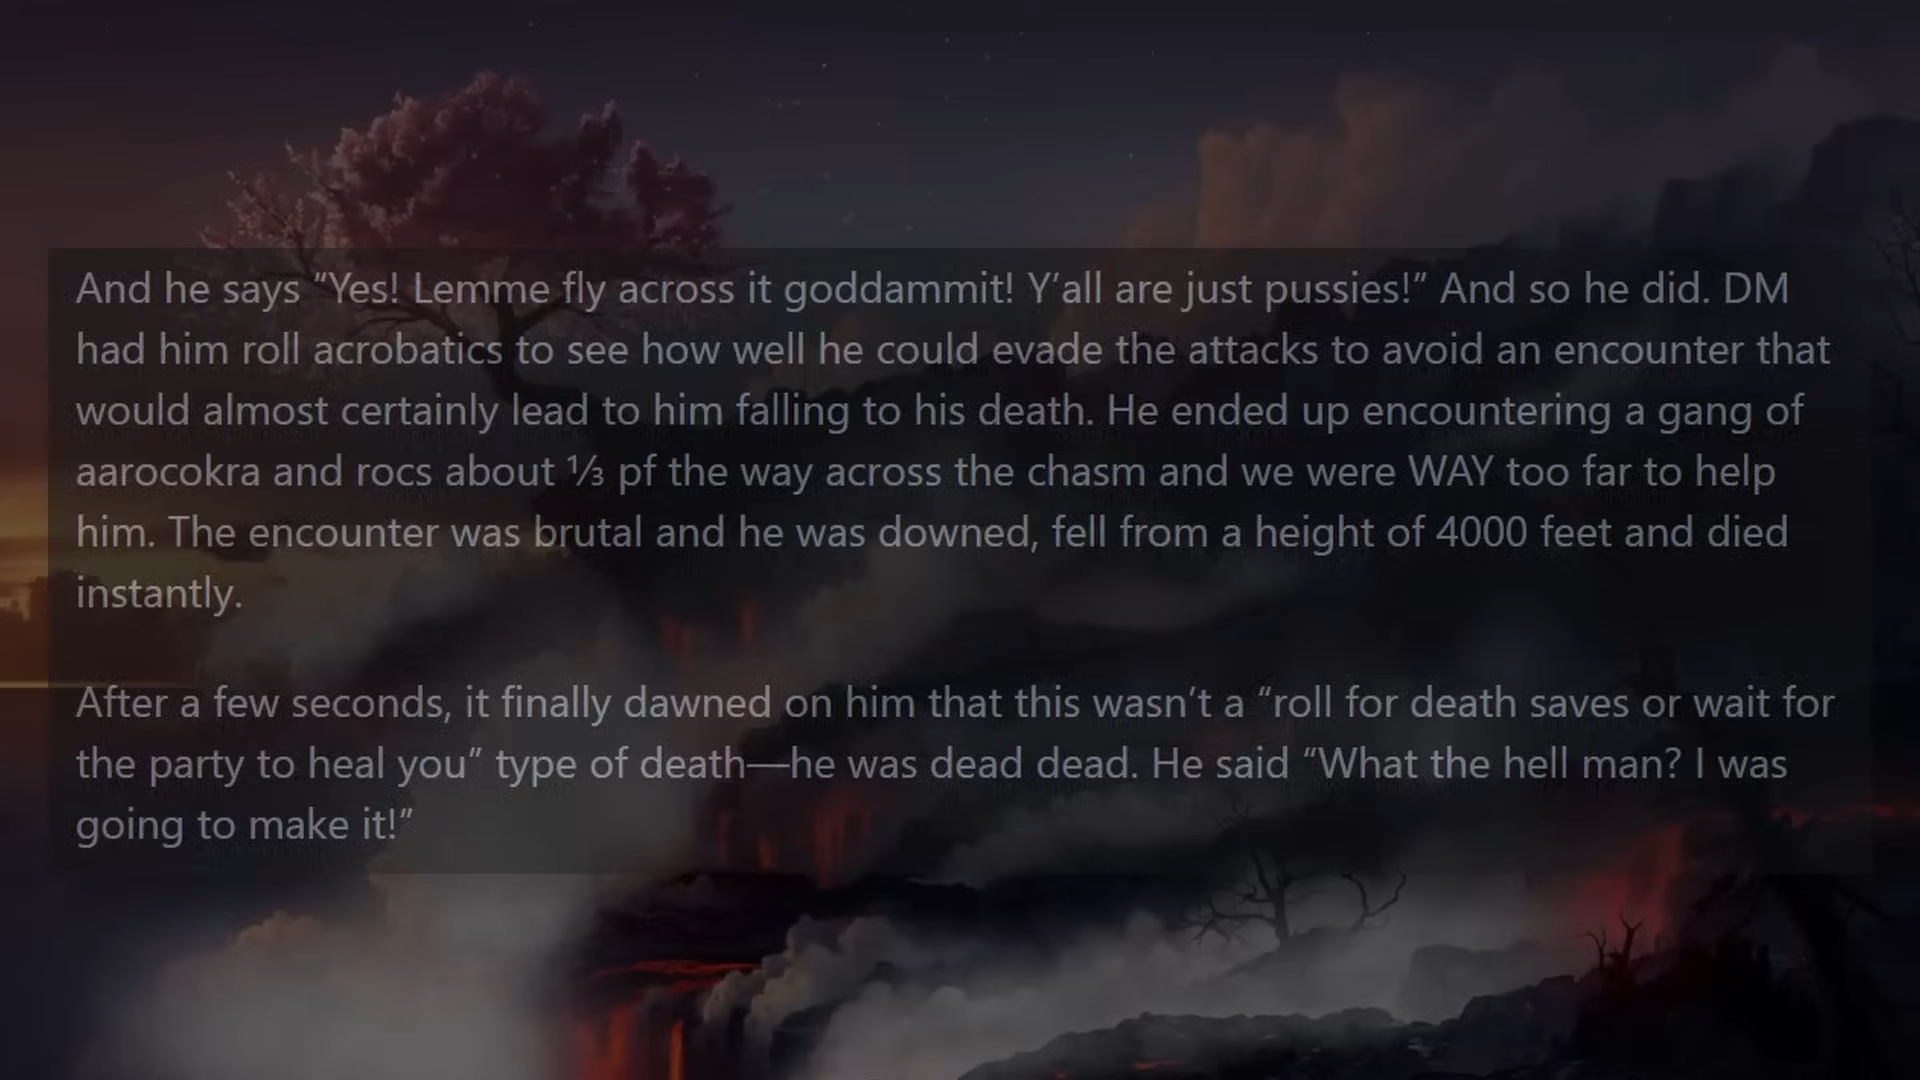 And he says “Yes! Lemme fly across it goddammit! Y’all are just pussies!” And so he did. DM
had him roll acrobatics to see how well he could evade the attacks to avoid an encounter that
would almost certainly lead to him falling to his death. He ended up encountering a gang of
aarocokra and rocs about ⅓ pf the way across the chasm and we were WAY too far to help
him. The encounter was brutal and he was downed, fell from a height of 4000 feet and died
instantly.
After a few seconds, it finally dawned on him that this wasn’t a “roll for death saves or wait for
the party to heal you” type of death—he was dead dead. He said “What the hell man? I was
going to make it!”